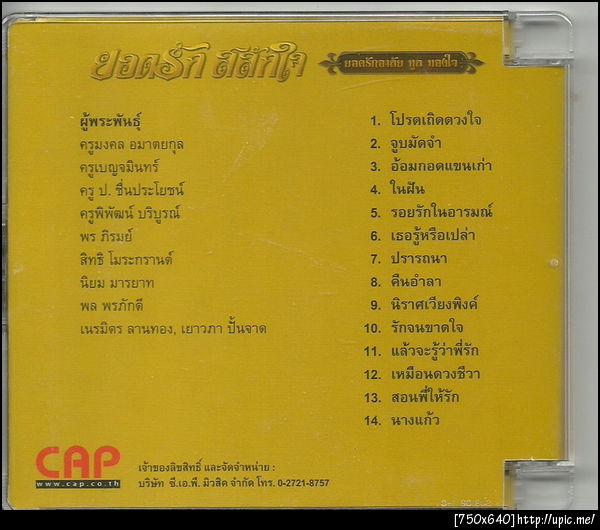 ยอดรัก สลักใจ
ยอดรักองศัย ทูล ทองใจ
ผู้ประพันธุ์
ครูมงคล อมาตยกุล
ครูเบญจมินทร์
ครู ป. ชื่นประโยชน์
ครูพิพัฒน์ บริบูรณ์
พร ภิรมย์
สิทธิ โมระกรานต์
นิยม มารยาท
พล พรภักดี
เนรมิตร ลานทอง, เยาวภา ปั้นจาด
1. โปรดเถิดดวงใจ
2. จูบมัดจำ
3. อ้อมกอดแขนเก่า
4. ในฝัน
5. รอยรักในอารมณ์
6. เธอรู้หรือเปล่า
7. ปรารถนา
8. คืนอำลา
9. นิราศเวียงพิงค์
10. รักจนขาดใจ
11. แล้วจะรู้ว่าพี่รัก
12. เหมือนดวงชีวา
13. สอนพี่ให้รัก
14. นางแก้ว
CAP
www.cap.co.th
เจ้าของลิขสิทธิ์ และจัดจำหน่าย :
บริษัท ซี.เอ.พี. มิวสิค จำกัด โทร. 0-2721-8757
[750x640]http://upic.me/